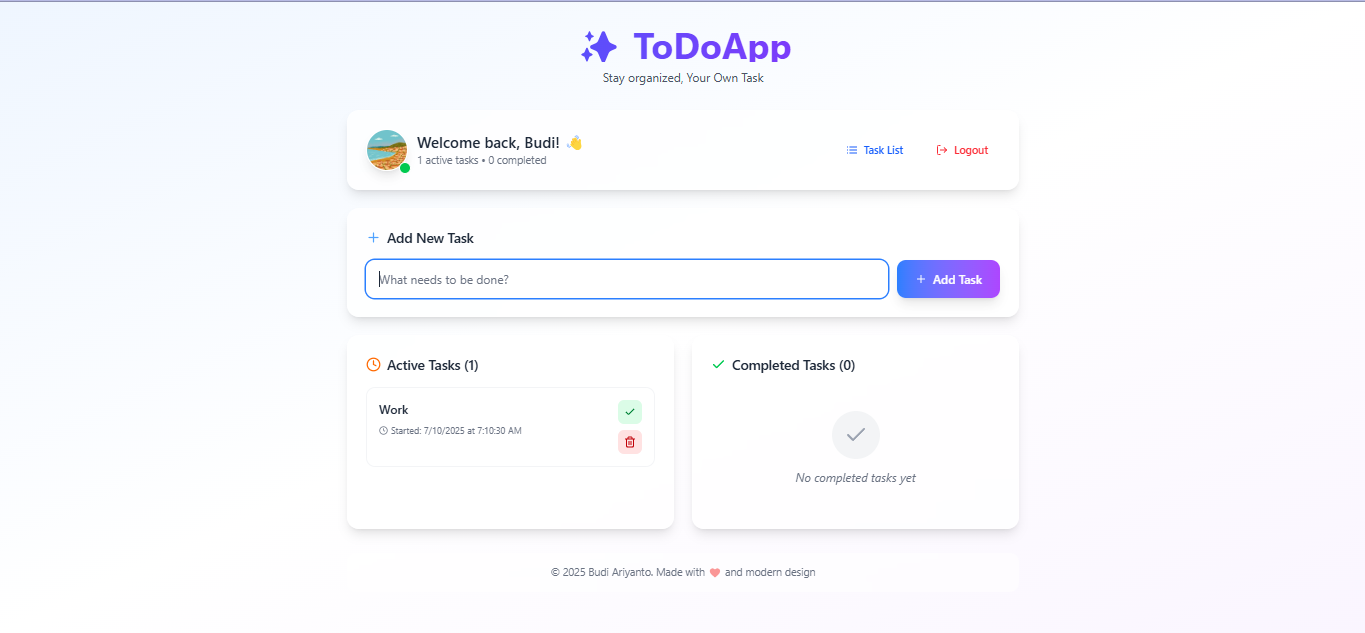 ToDoApp
Stay organized, Your Own Task
Welcome back, Budi! 👋
1 active tasks • 0 completed
Task List
Logout
Add New Task
What needs to be done?
Add Task
Active Tasks (1)
Work
Started: 7/10/2025 at 7:10:30 AM
Completed Tasks (0)
No completed tasks yet
© 2025 Budi Ariyanto. Made with ❤️ and modern design